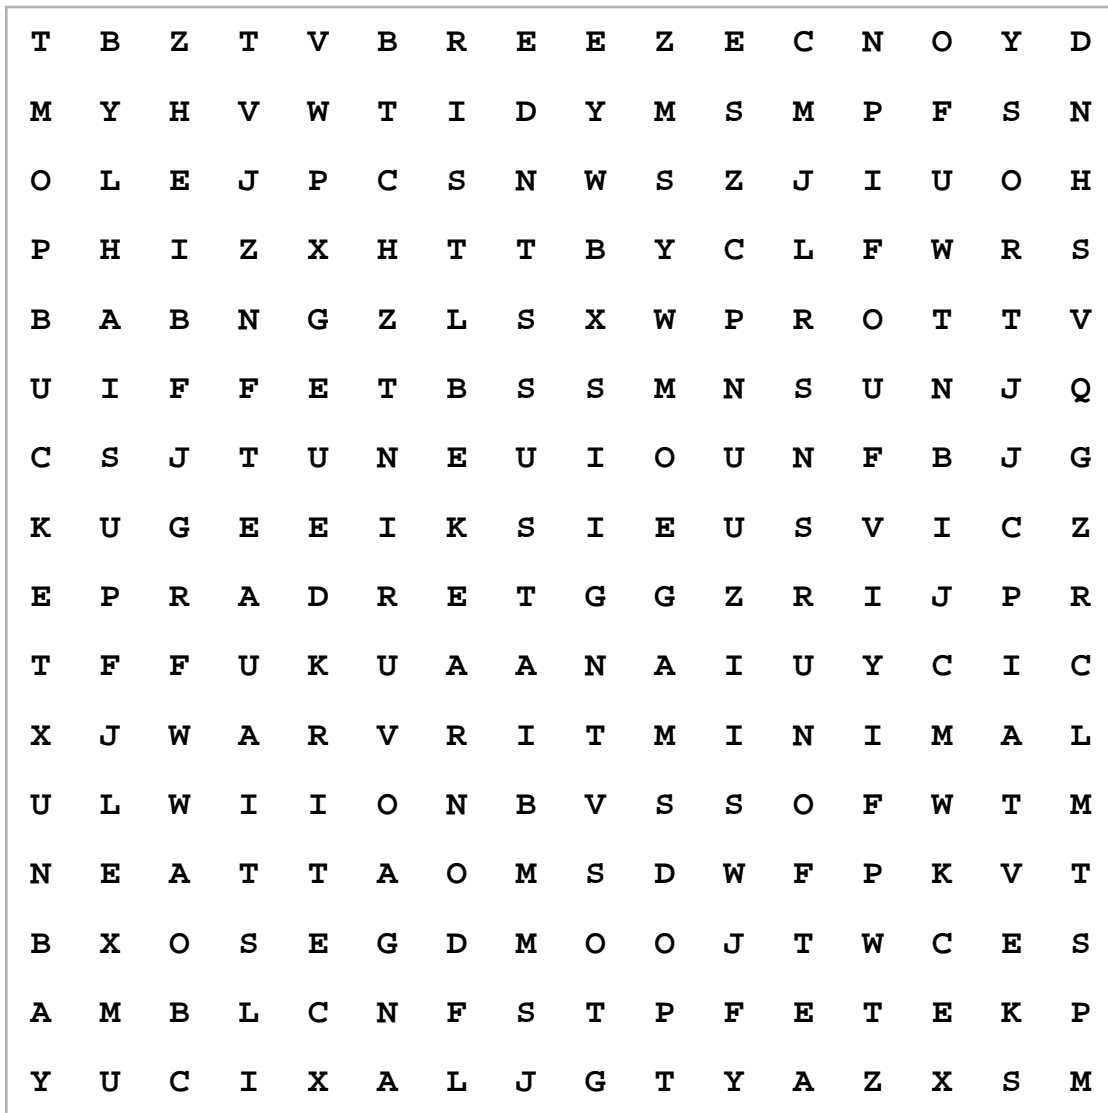 T B Z T V B R E E Z E C N O Y D
M Y H V W T I D Y M S M P F S N
O L E J P C S N W S Z J I U O H
P H I Z X H T T B Y C L F W R S
B A B N G Z L S X W P R O T T V
U I F F E T B S S M N S U N J Q
C S J T U N E U I O U N F B J G
K U G E E I K S I E U S V I C Z
E P R A D R E T G G Z R I J P R
T F F U K U A A N A I U Y C I C
X J W A R V R I T M I N I M A L
U L W I I O N B V S S O F W T M
N E A T T A O M S D W F P K V T
B X O S E G D M O O J T W C E S
A M B L C N F S T P F E T E K P
Y U C I X A L J G T Y A Z X S M